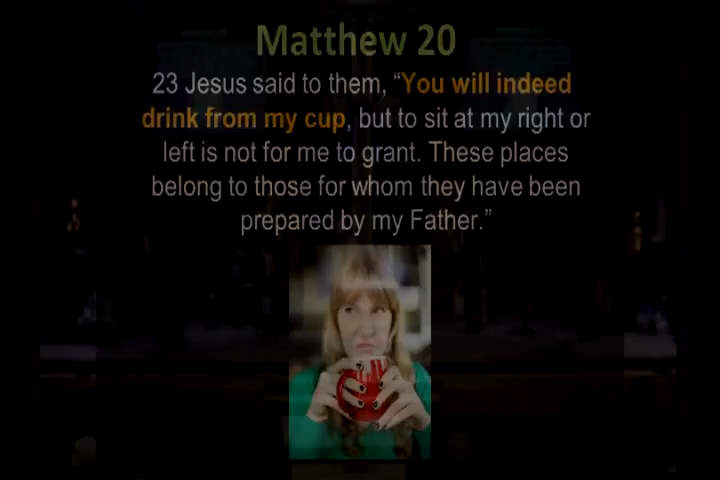 Matthew 20
23 Jesus said to them, “You will indeed
drink from my cup, but to sit at my right or
left is not for me to grant. These places
belong to those for whom they have been
prepared by my Father.”